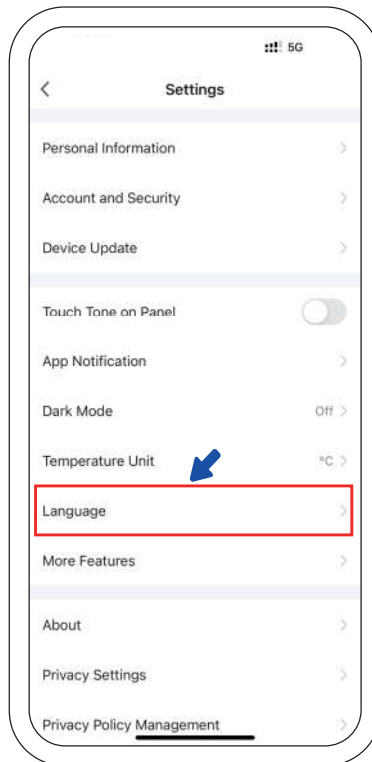 5G
Settings
Personal Information
Account and Security
Device Update
Touch Tone on Panel
App Notification
Dark Mode Off
Temperature Unit °C
Language
More Features
About
Privacy Settings
Privacy Policy Management